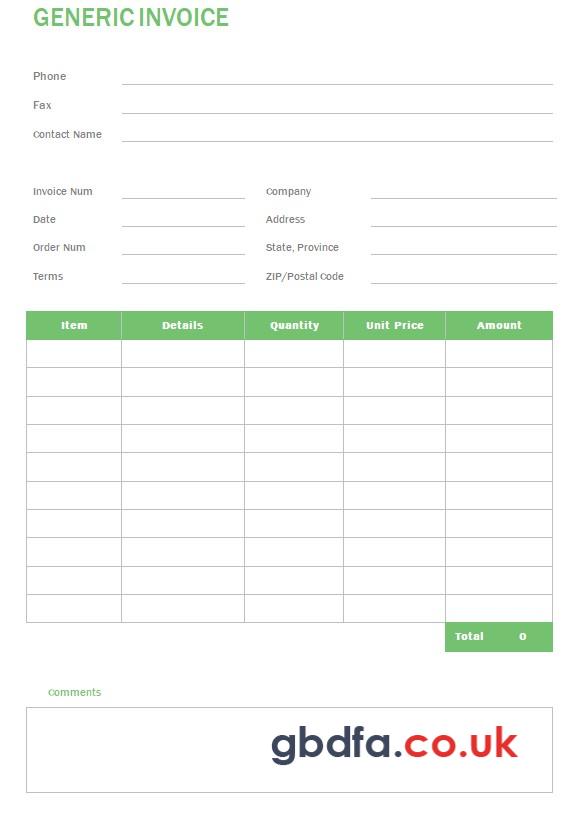 GENERIC INVOICE
Phone
Fax
Contact Name
Invoice Num Company
Date Address
Order Num State, Province
Terms ZIP/Postal Code
Item Details Quantity Unit Price Amount
Total 0
Comments
gbdfa.co.uk